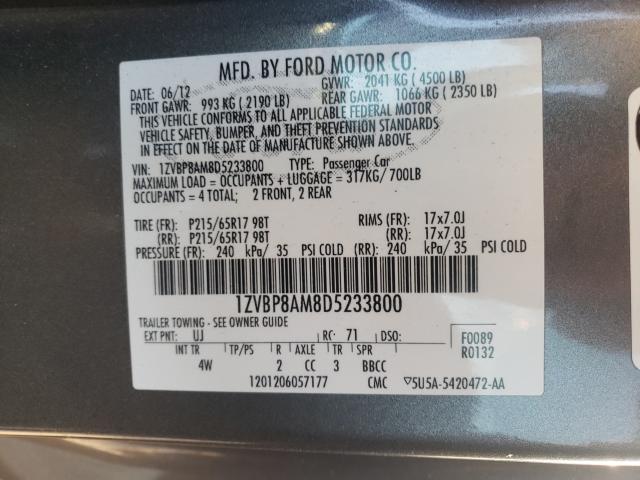 MFD. BY FORD MOTOR CO.
DATE: 06/12 GVWR: 2041 KG ( 4500 LB)
FRONT GAWR: 993 KG ( 2190 LB) REAR GAWR: 1066 KG ( 2350 LB)
THIS VEHICLE CONFORMS TO ALL APPLICABLE FEDERAL MOTOR
VEHICLE SAFETY, BUMPER, AND THEFT PREVENTION STANDARDS
IN EFFECT ON THE DATE OF MANUFACTURE SHOWN ABOVE.
VIN: 1ZVBP8AM8D5233800 TYPE: Passenger Car
MAXIMUM LOAD = OCCUPANTS + LUGGAGE = 317KG/ 700LB
OCCUPANTS = 4 TOTAL; 2 FRONT, 2 REAR
TIRE (FR): P215/65R17 98T RIMS (FR): 17x7.0J
(RR): P215/65R17 98T (RR): 17x7.0J
PRESSURE (FR): 240 kPa/ 35 PSI COLD (RR): 240 kPa/ 35 PSI COLD
1ZVBP8AM8D5233800
TRAILER TOWING - SEE OWNER GUIDE
EXT PNT: UJ RC: 71 DSO: F0089
INT TR TP/PS R AXLE TR SPR R0132
4W 2 CC 3 BBCC
1201206057177 CMC ▽5U5A-5420472-AA